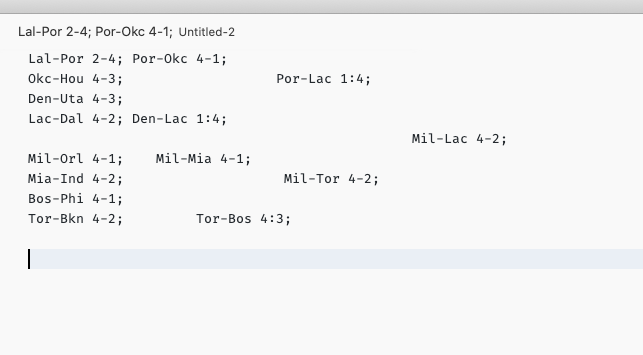 Lal-Por 2-4; Por-Okc 4-1; Untitled-2
Lal-Por 2-4; Por-Okc 4-1;
Okc-Hou 4-3; Por-Lac 1:4;
Den-Uta 4-3;
Lac-Dal 4-2; Den-Lac 1:4;
Mil-Lac 4-2;
Mil-Orl 4-1; Mil-Mia 4-1;
Mia-Ind 4-2; Mil-Tor 4-2;
Bos-Phi 4-1;
Tor-Bkn 4-2; Tor-Bos 4:3;